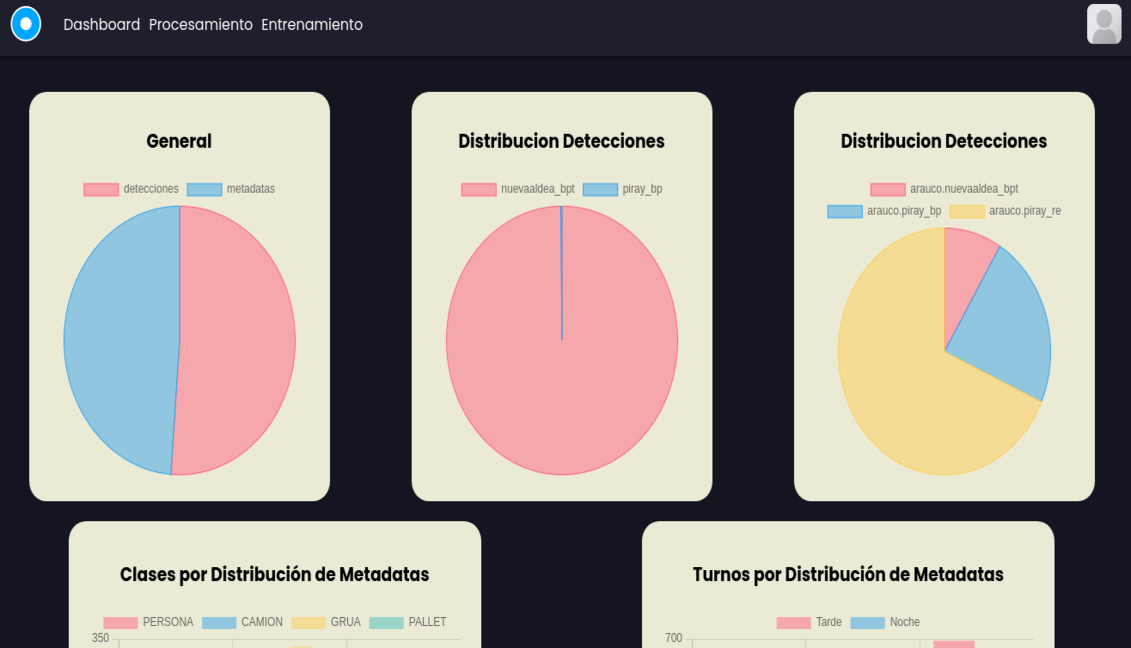 Dashboard Procesamiento Entrenamiento
General
detecciones metadatas
Distribucion Detecciones
nuevaaldea_bpt piray_bp
Distribucion Detecciones
arauco.nuevaaldea_bpt
arauco.piray_bp arauco.piray_re
Clases por Distribución de Metadatas
PERSONA CAMION GRUA PALLET
350
Turnos por Distribución de Metadatas
Tarde Noche
700